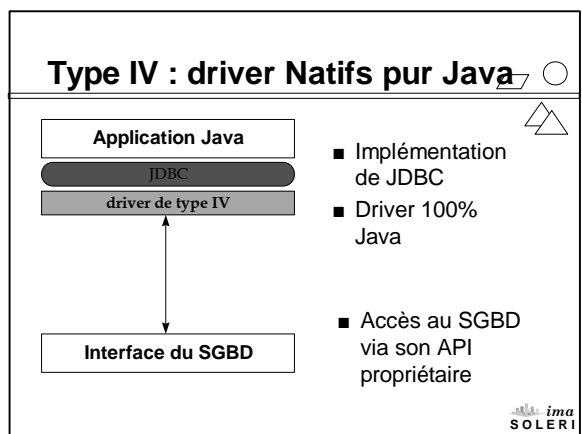 Type IV : driver Natifs pur Java
Application Java
JDBC
driver de type IV
Interface du SGBD
■ Implémentation
de JDBC
■ Driver 100%
Java
■ Accès au SGBD
via son API
propriétaire
ima
SOLERI